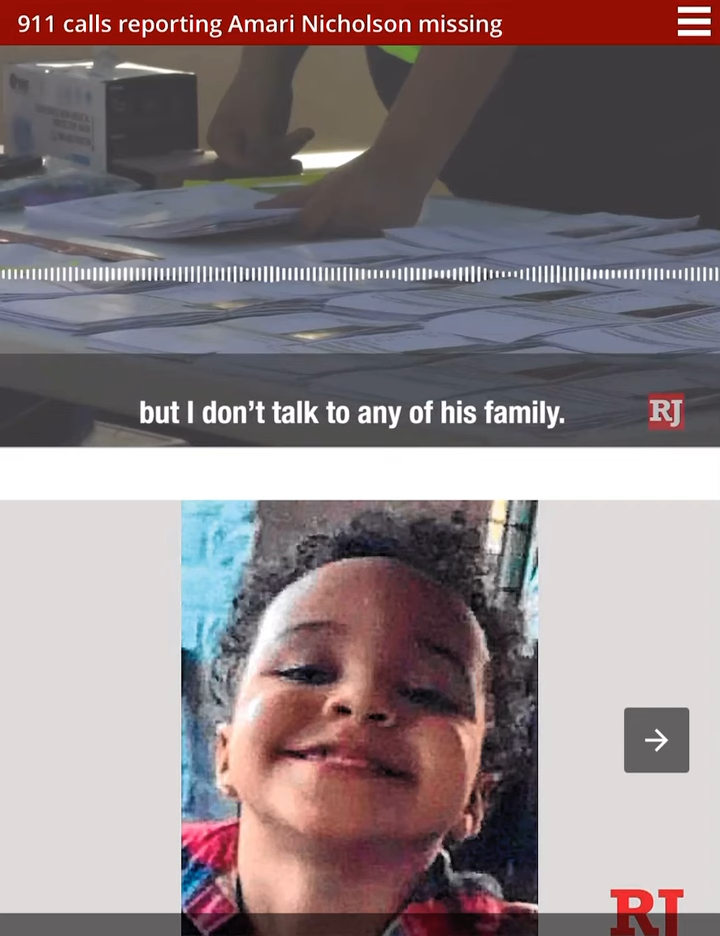 911 calls reporting Amari Nicholson missing
but I don't talk to any of his family.
RJ
RJ